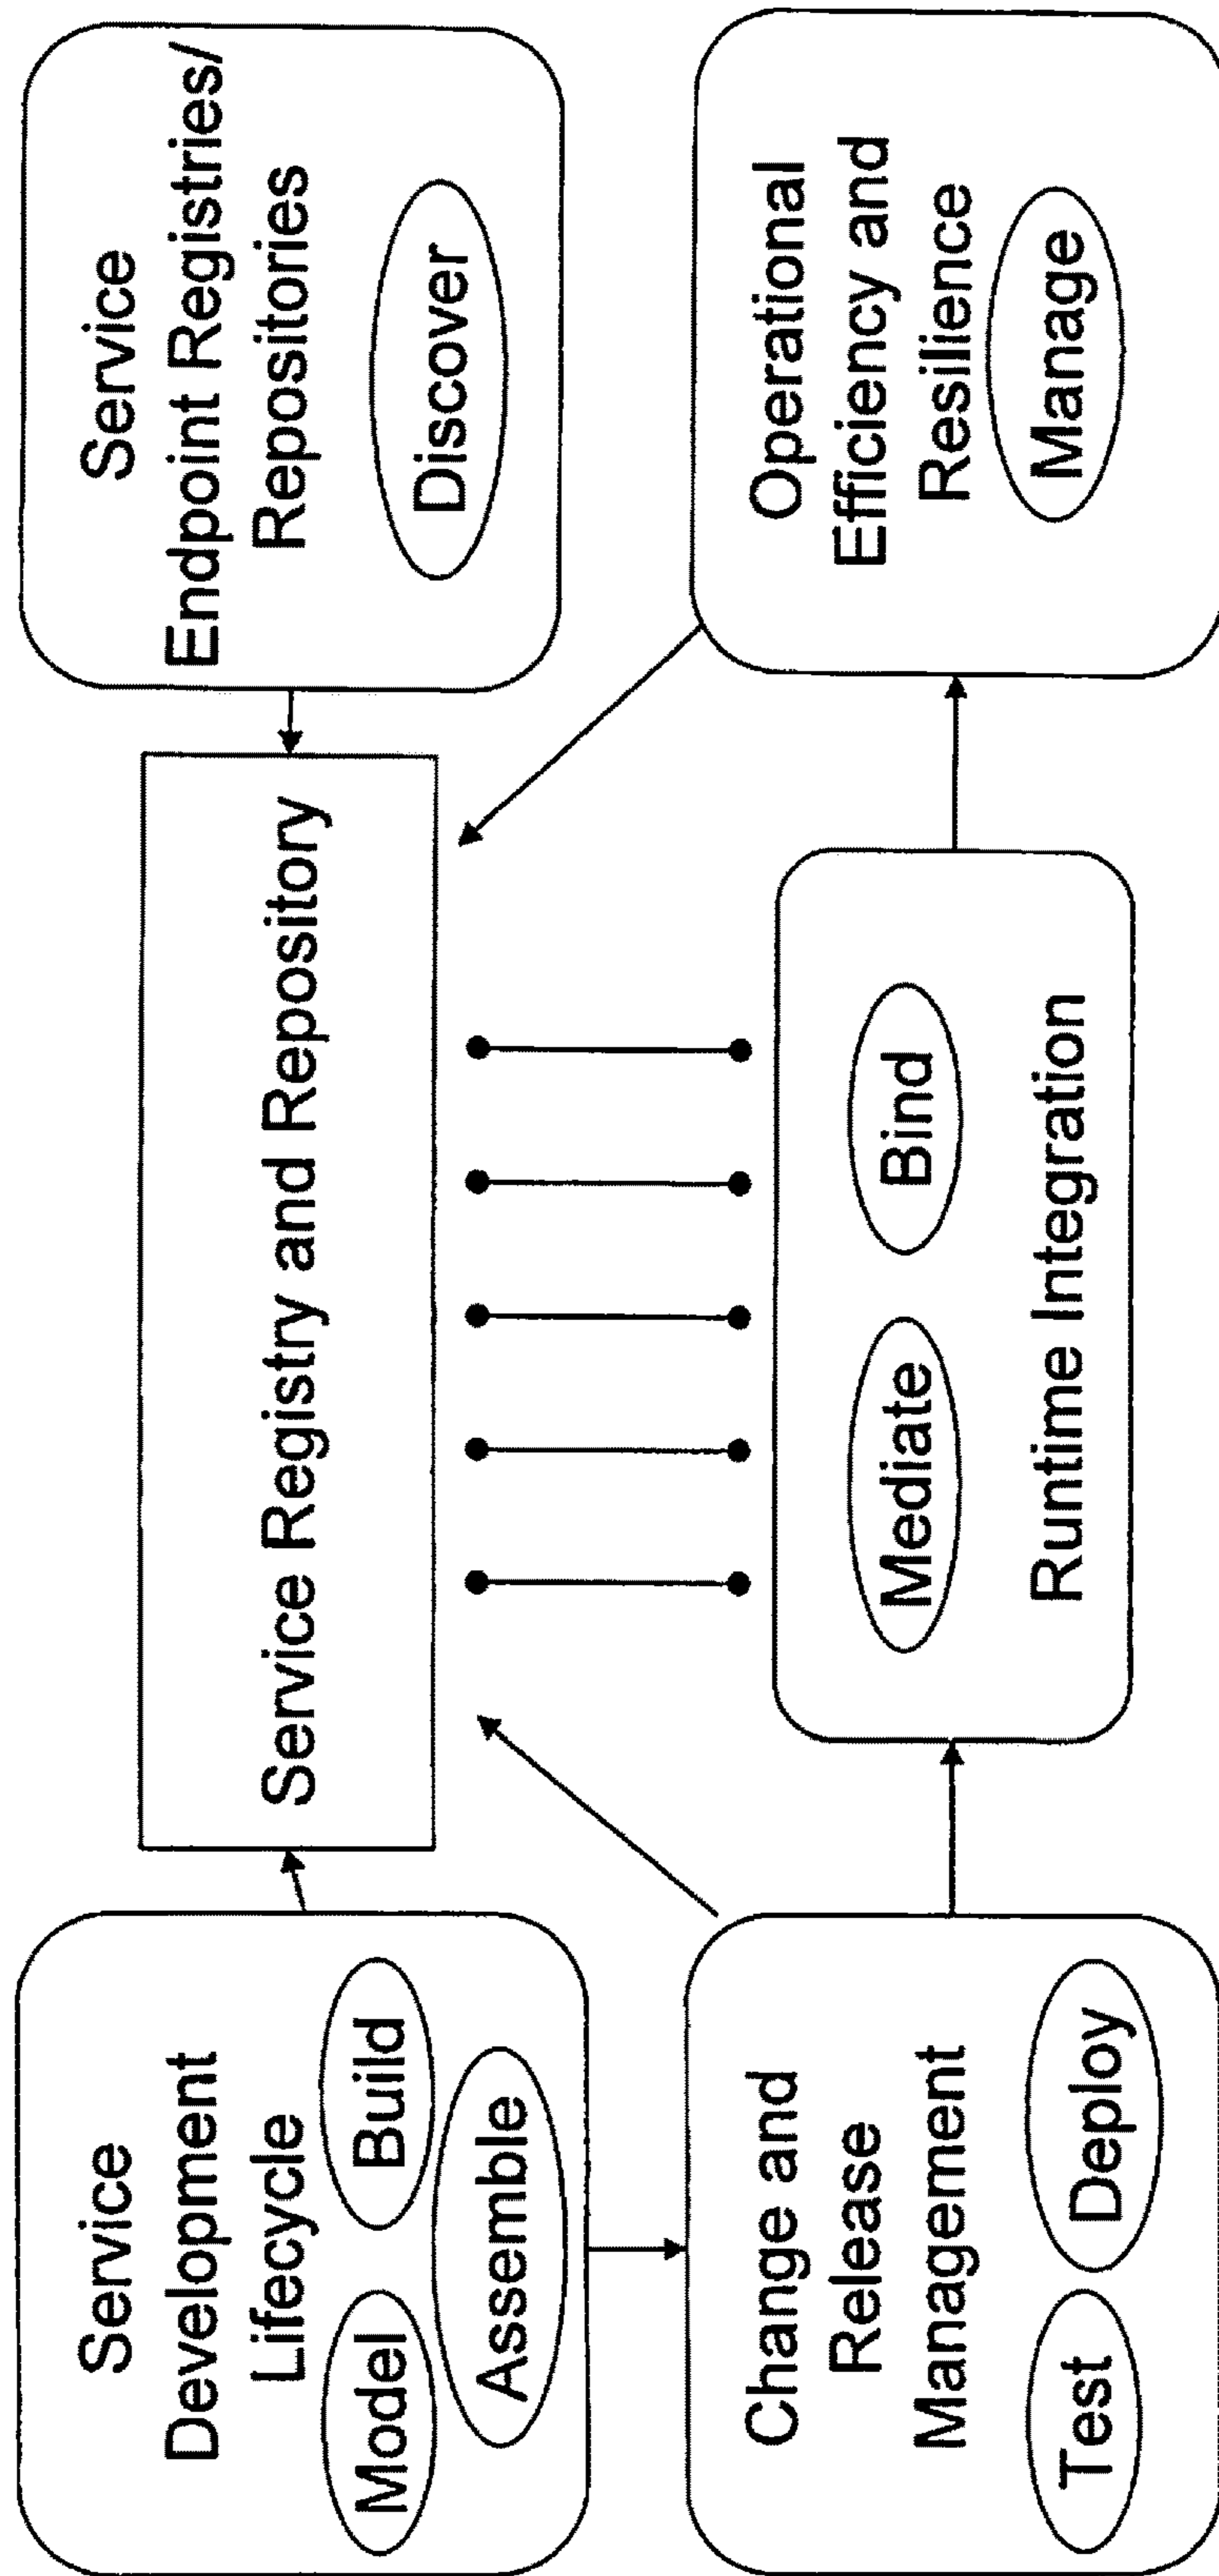 Service
Development
Lifecycle
Model
Build
Assemble
Service Registry and Repository
Service
Endpoint Registries/
Repositories
Discover
Change and
Release
Management
Test
Deploy
Mediate
Bind
Runtime Integration
Operational
Efficiency and
Resilience
Manage